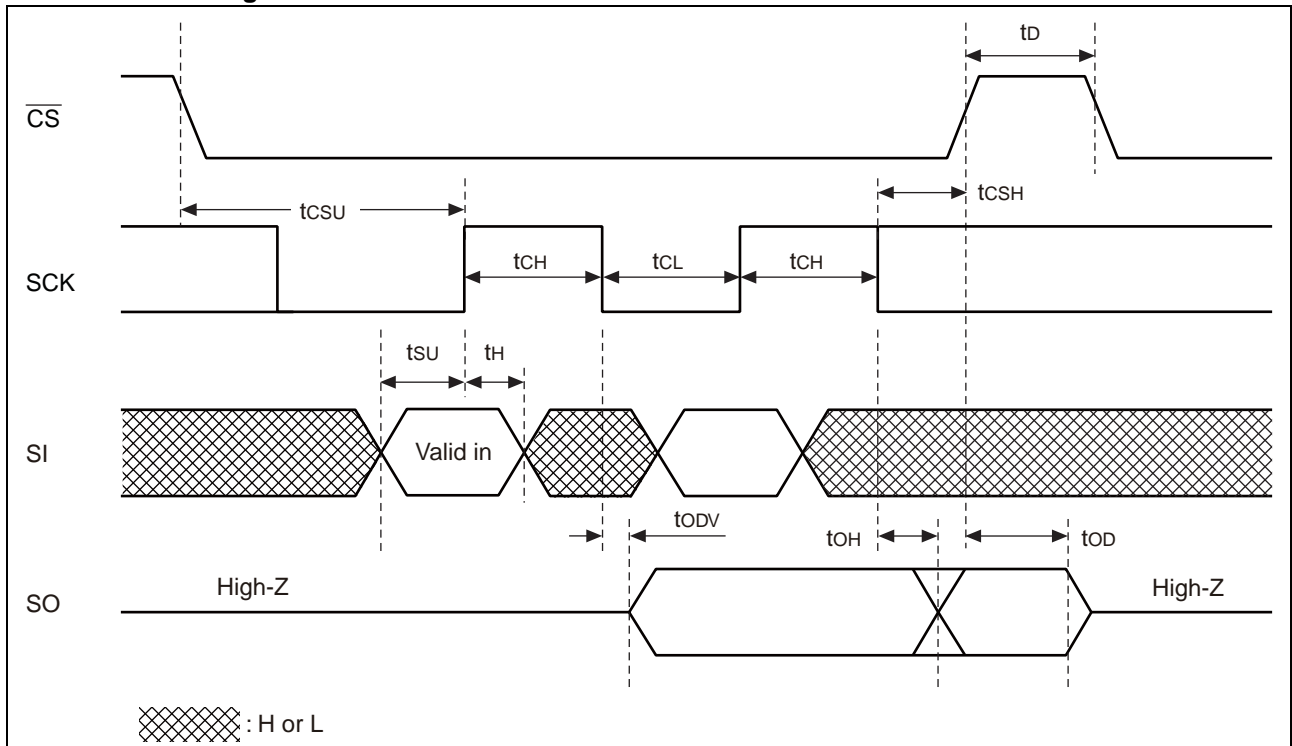 tD
CS
tCSH
tCSU
SCK
tCH
tCL
tCH
tSU
tH
SI
Valid in
tODV
tOH
tOD
SO
High-Z
High-Z
: H or L